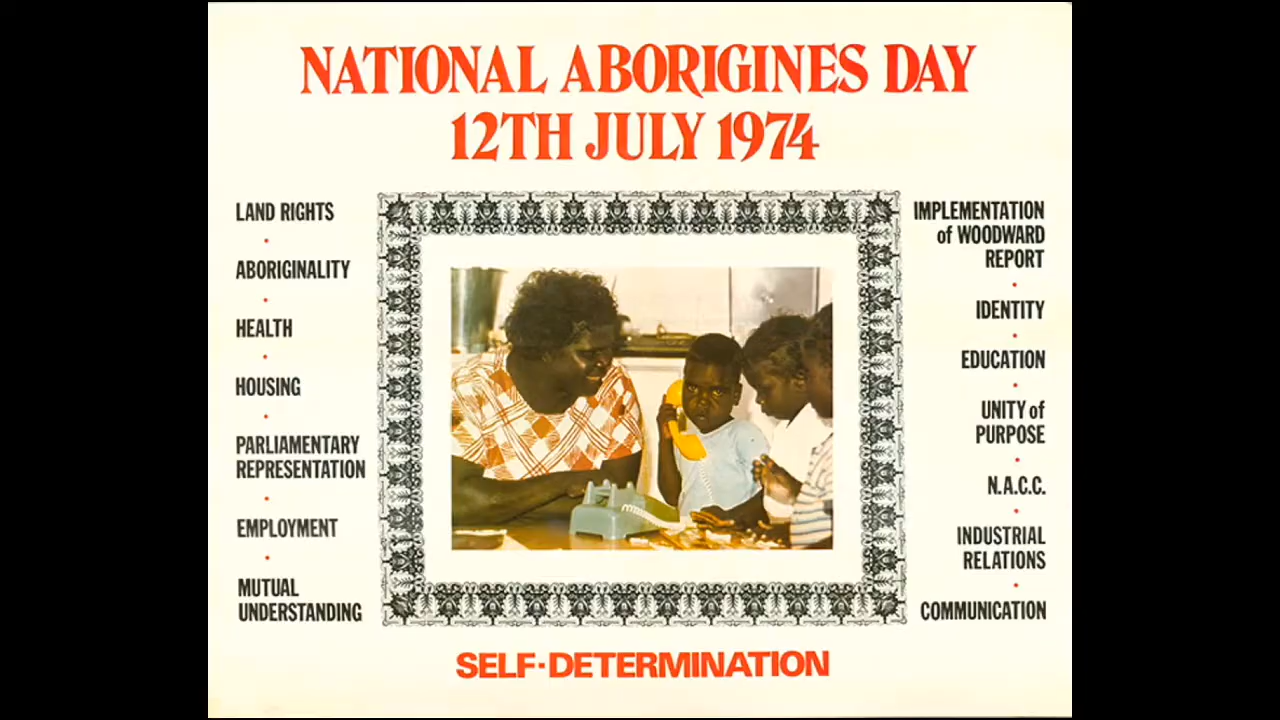 NATIONAL ABORIGINES DAY
12TH JULY 1974
LAND RIGHTS
ABORIGINALITY
HEALTH
HOUSING
PARLIAMENTARY
REPRESENTATION
EMPLOYMENT
MUTUAL
UNDERSTANDING
IMPLEMENTATION
of WOODWARD
REPORT
IDENTITY
EDUCATION
UNITY of
PURPOSE
N.A.C.C.
INDUSTRIAL
RELATIONS
COMMUNICATION
SELF·DETERMINATION